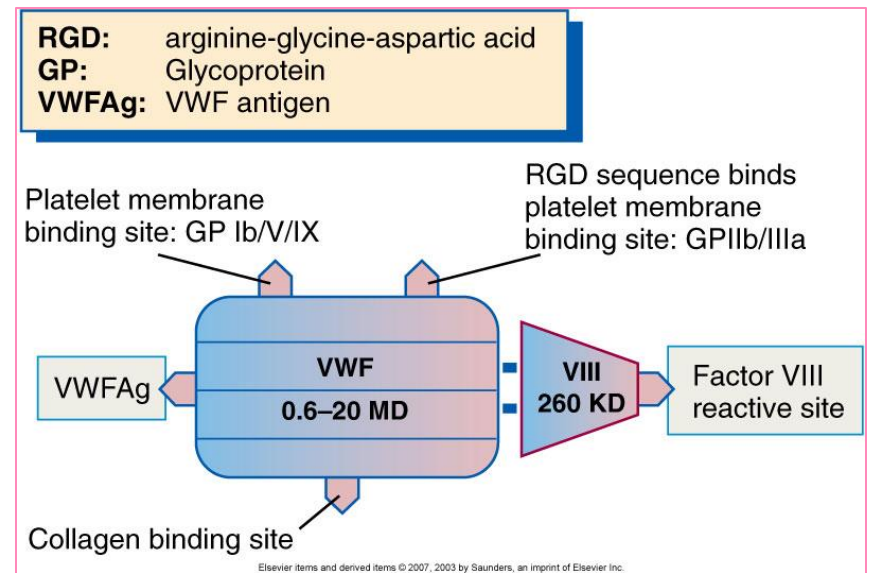 RGD: arginine-glycine-aspartic acid
GP: Glycoprotein
VWFAg: VWF antigen
Platelet membrane
binding site: GP Ib/V/IX
RGD sequence binds
platelet membrane
binding site: GPIIb/IIIa
VWFAg
VWF
0.6–20 MD
VIII
260 KD
Factor VIII
reactive site
Collagen binding site
Elsevier items and derived items © 2007, 2003 by Saunders, an imprint of Elsevier Inc.